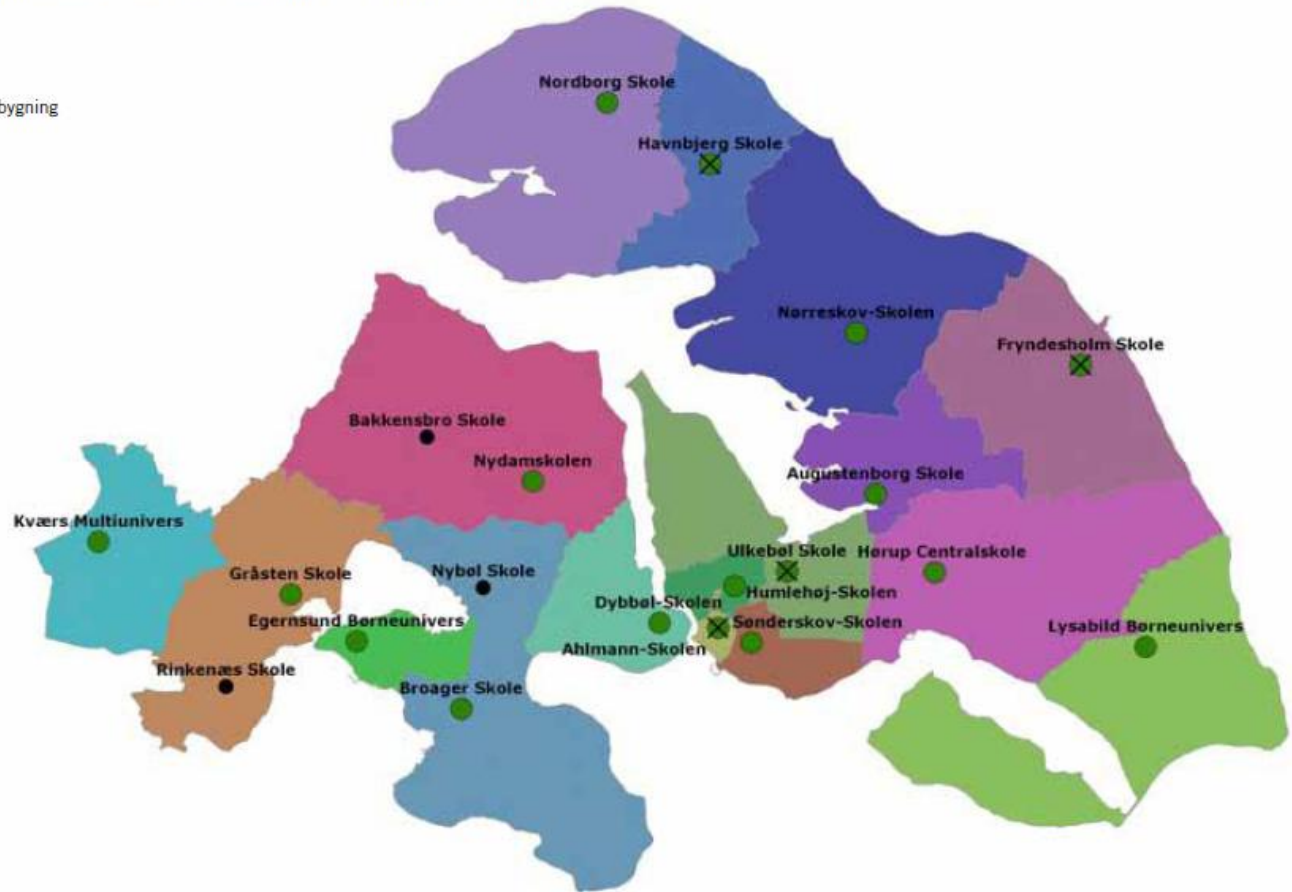 Nordborg Skole
bygning
Havnbjerg Skole
Nørreskov-Skolen
Fryndesholm Skole
Bakkensbro Skole
Nydamskolen
Augustenborg Skole
Kværs Multiunivers
Ulkebøl Skole
Hørup Centralskole
Gråsten Skole
Nybøl Skole
Humlehøj-Skolen
Dybbøl-Skolen
Egernsund Børneunivers
Sønderskov-Skolen
Lysabild Børneunivers
Ahlmann-Skolen
Rinkenæs Skole
Broager Skole